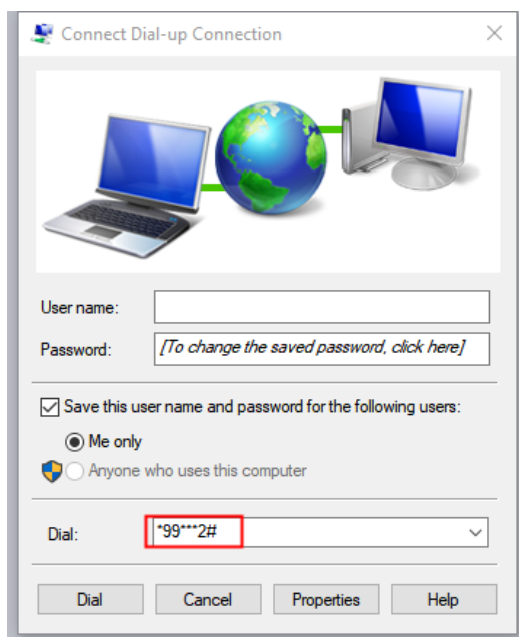 Connect Dial-up Connection
User name:
Password: [To change the saved password, click here]
Save this user name and password for the following users:
Me only
Anyone who uses this computer
Dial: *99***2#
Dial Cancel Properties Help